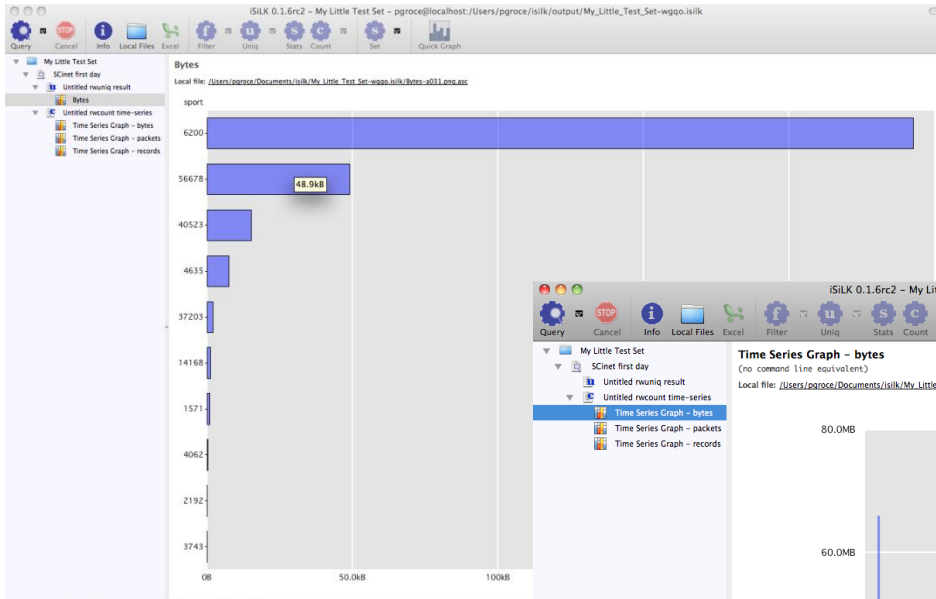 iSiLK 0.1.6rc2 – My Little Test Set – pgroce@localhost:/Users/pgroce/isilk/output/My_Little_Test_Set-wgqo.isilk
Query Cancel Info Local Files Excel Filter Uniq Stats Count Set Quick Graph
My Little Test Set
SCinet first day
Untitled rwuniq result
Bytes
Untitled rwcount time-series
Time Series Graph – bytes
Time Series Graph – packets
Time Series Graph – records
Bytes
Local file: /Users/pgroce/Documents/isilk/My_Little_Test_Set-wgqo.isilk/Bytes-a031.png.asc
sport
6200
56678
48.9kB
40523
4635
37203
14168
1571
4062
2192
3743
0B 50.0kB 100kB
iSiLK 0.1.6rc2 – My Lit
Query Cancel Info Local Files Excel Filter Uniq Stats Count
My Little Test Set
SCinet first day
Untitled rwuniq result
Untitled rwcount time-series
Time Series Graph – bytes
Time Series Graph – packets
Time Series Graph – records
Time Series Graph – bytes
(no command line equivalent)
Local file: /Users/pgroce/Documents/isilk/My_Little
80.0MB
60.0MB